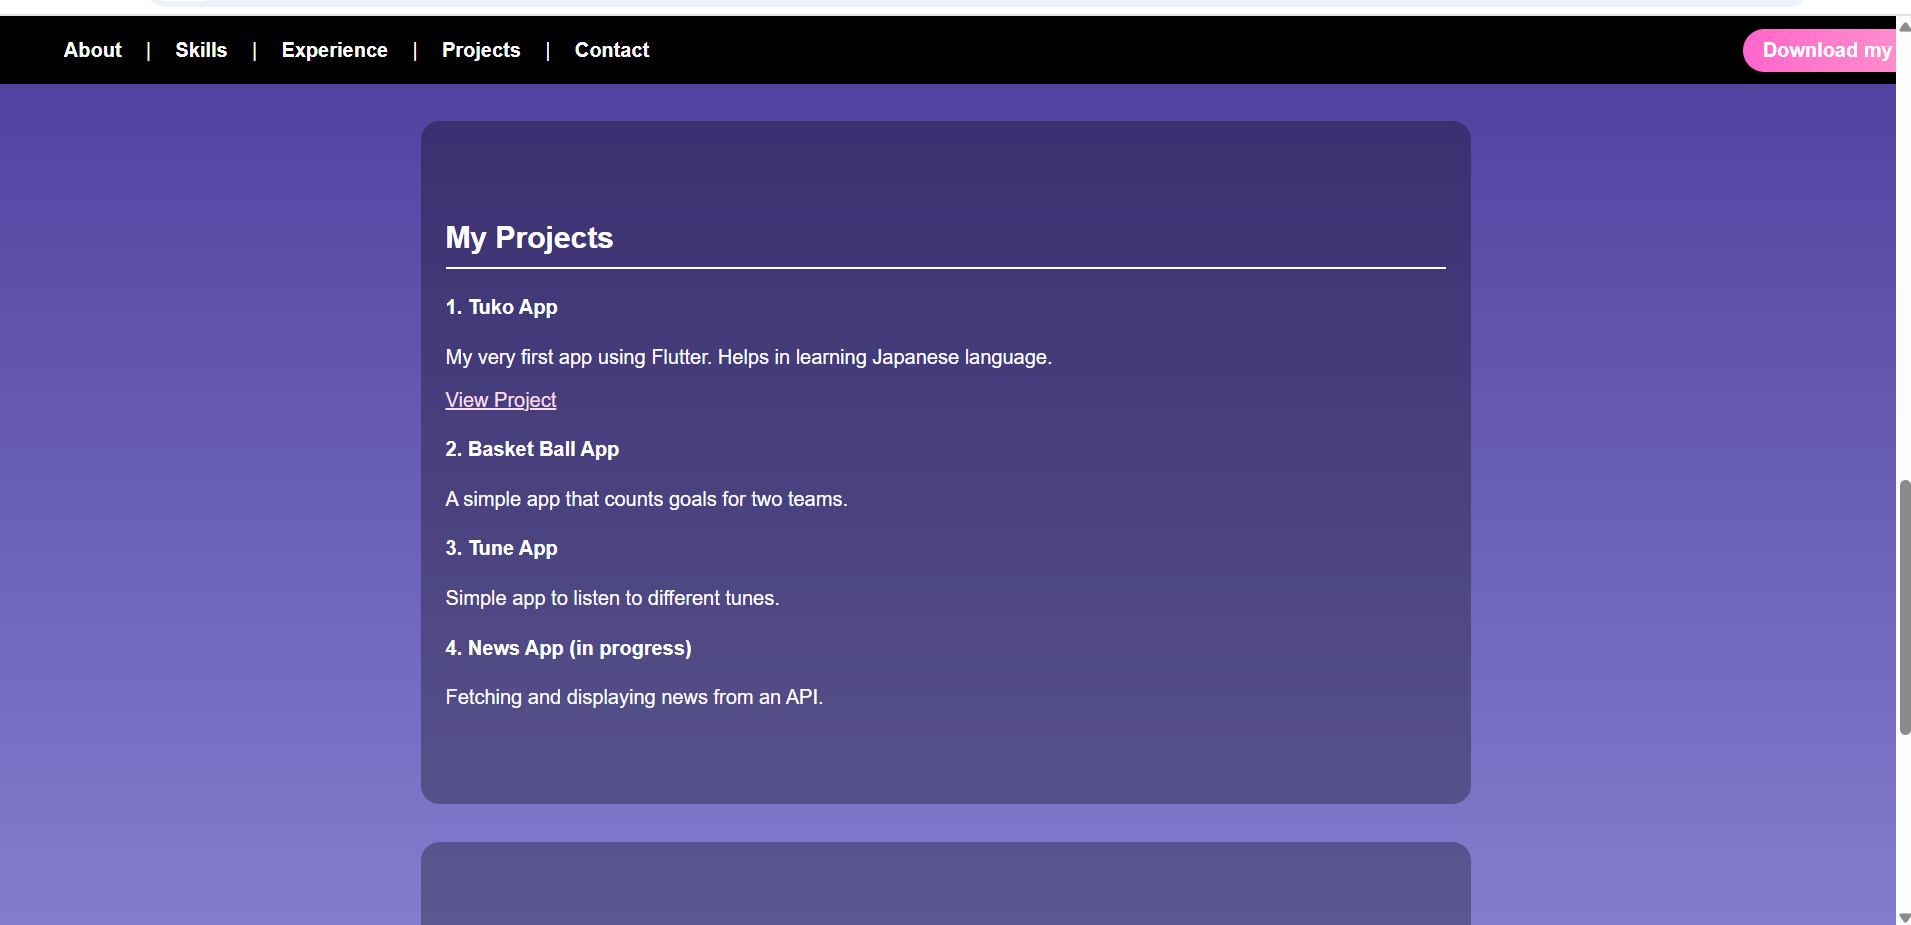 About | Skills | Experience | Projects | Contact Download my
My Projects
1. Tuko App
My very first app using Flutter. Helps in learning Japanese language.
View Project
2. Basket Ball App
A simple app that counts goals for two teams.
3. Tune App
Simple app to listen to different tunes.
4. News App (in progress)
Fetching and displaying news from an API.